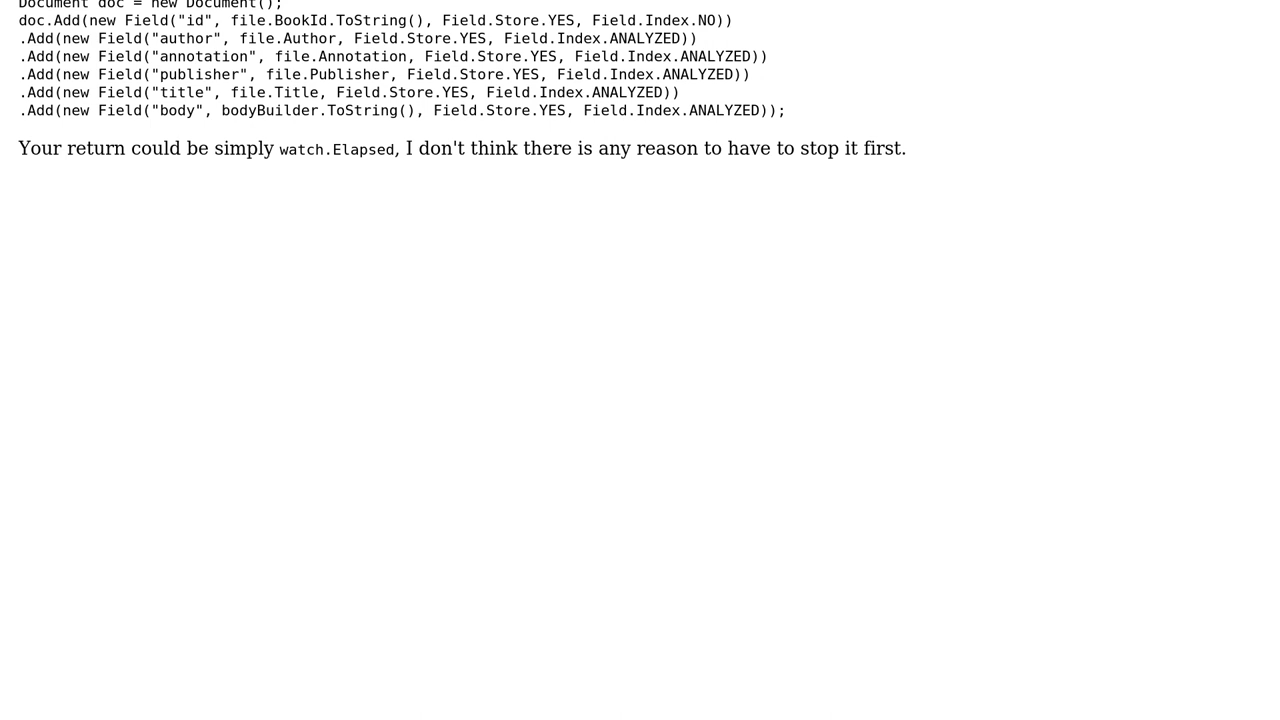 Document doc = new Document();
doc.Add(new Field("id", file.BookId.ToString(), Field.Store.YES, Field.Index.NO))
.Add(new Field("author", file.Author, Field.Store.YES, Field.Index.ANALYZED))
.Add(new Field("annotation", file.Annotation, Field.Store.YES, Field.Index.ANALYZED))
.Add(new Field("publisher", file.Publisher, Field.Store.YES, Field.Index.ANALYZED))
.Add(new Field("title", file.Title, Field.Store.YES, Field.Index.ANALYZED))
.Add(new Field("body", bodyBuilder.ToString(), Field.Store.YES, Field.Index.ANALYZED));
Your return could be simply watch.Elapsed, I don't think there is any reason to have to stop it first.